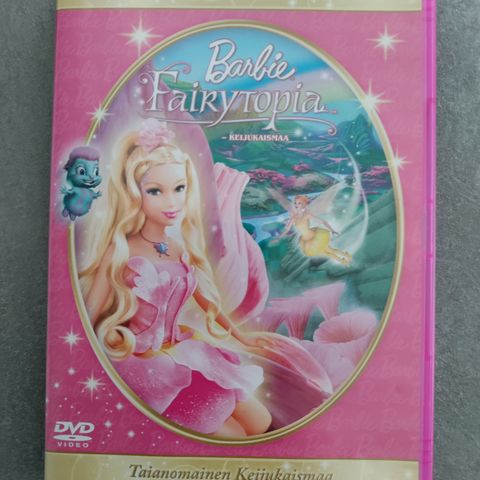 Barbie
FAIRYTOPIA
- KEIJUKAISMAA
DVD
VIDEO
Taianomainen Keijukaismaa